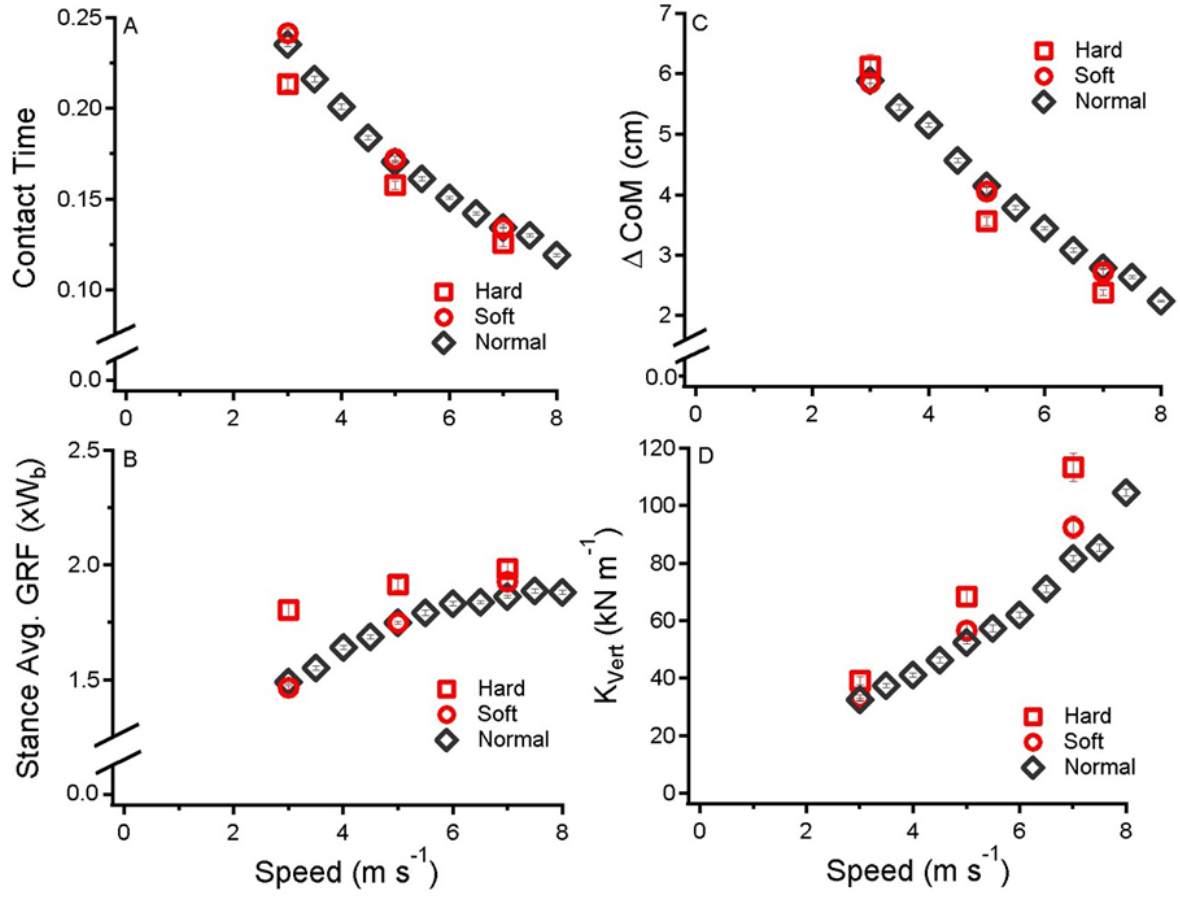 A
0.25
0.20
0.15
0.10
0.0
Contact Time
Hard
Soft
Normal
0 2 4 6 8
C
7
6
5
4
3
2
0.0
Δ CoM (cm)
Hard
Soft
Normal
0 2 4 6 8
B
2.5
2.0
1.5
0.0
Stance Avg. GRF (xWb)
Hard
Soft
Normal
0 2 4 6 8
Speed (m s-1)
D
120
100
80
60
40
20
0
KVert (kN m-1)
Hard
Soft
Normal
0 2 4 6 8
Speed (m s-1)